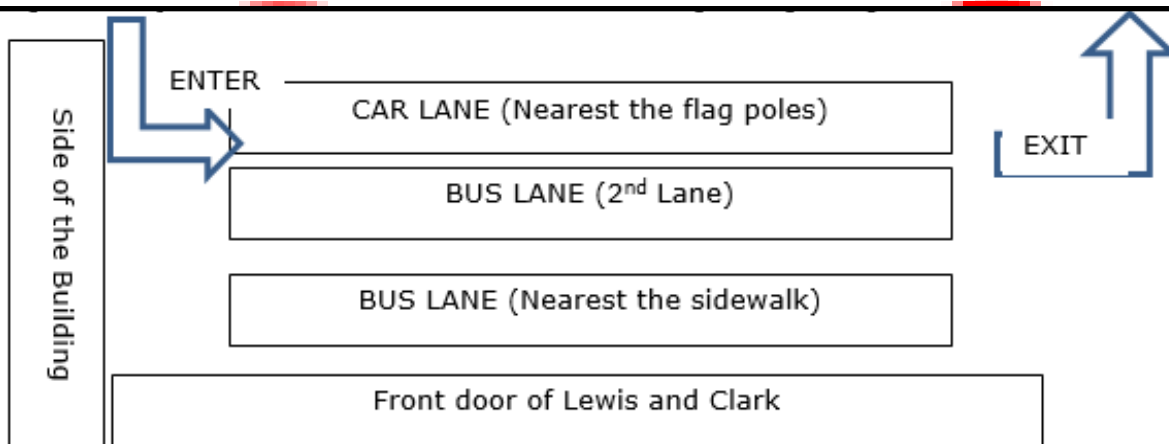 ENTER
CAR LANE (Nearest the flag poles)
EXIT
BUS LANE (2nd Lane)
BUS LANE (Nearest the sidewalk)
Side of the Building
Front door of Lewis and Clark